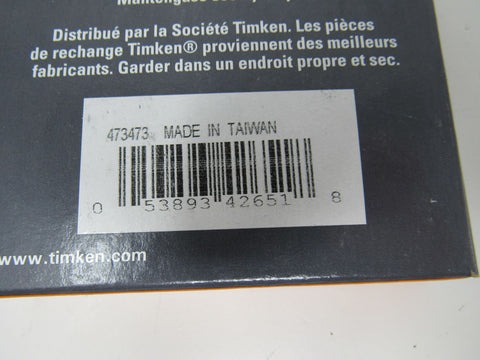 Distribué par la Société Timken. Les pièces
de rechange Timken® proviennent des meilleurs
fabricants. Garder dans un endroit propre et sec.
473473 MADE IN TAIWAN
0 53893 42651 8
www.timken.com